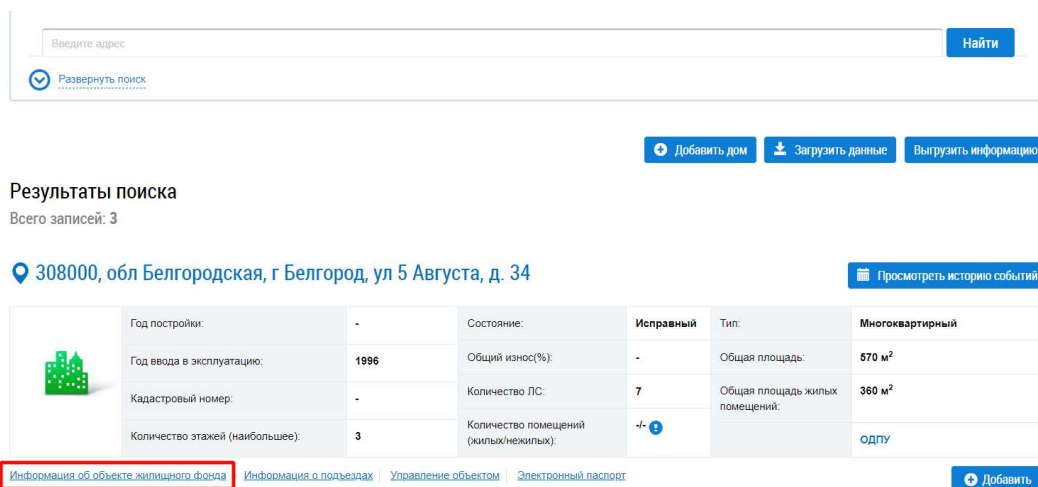 Введите адрес
Найти
Развернуть поиск
Добавить дом
Загрузить данные
Выгрузить информацию
Результаты поиска
Всего записей: 3
308000, обл Белгородская, г Белгород, ул 5 Августа, д. 34
Просмотреть историю событий
Год постройки: - Состояние: Исправный Тип: Многоквартирный
Год ввода в эксплуатацию: 1996 Общий износ(%): - Общая площадь: 570 м²
Кадастровый номер: - Количество ЛС: 7 Общая площадь жилых помещений: 360 м²
Количество этажей (наибольшее): 3 Количество помещений (жилых/нежилых): -/- ОДПУ
Информация об объекте жилищного фонда Информация о подъездах Управление объектом Электронный паспорт Добавить